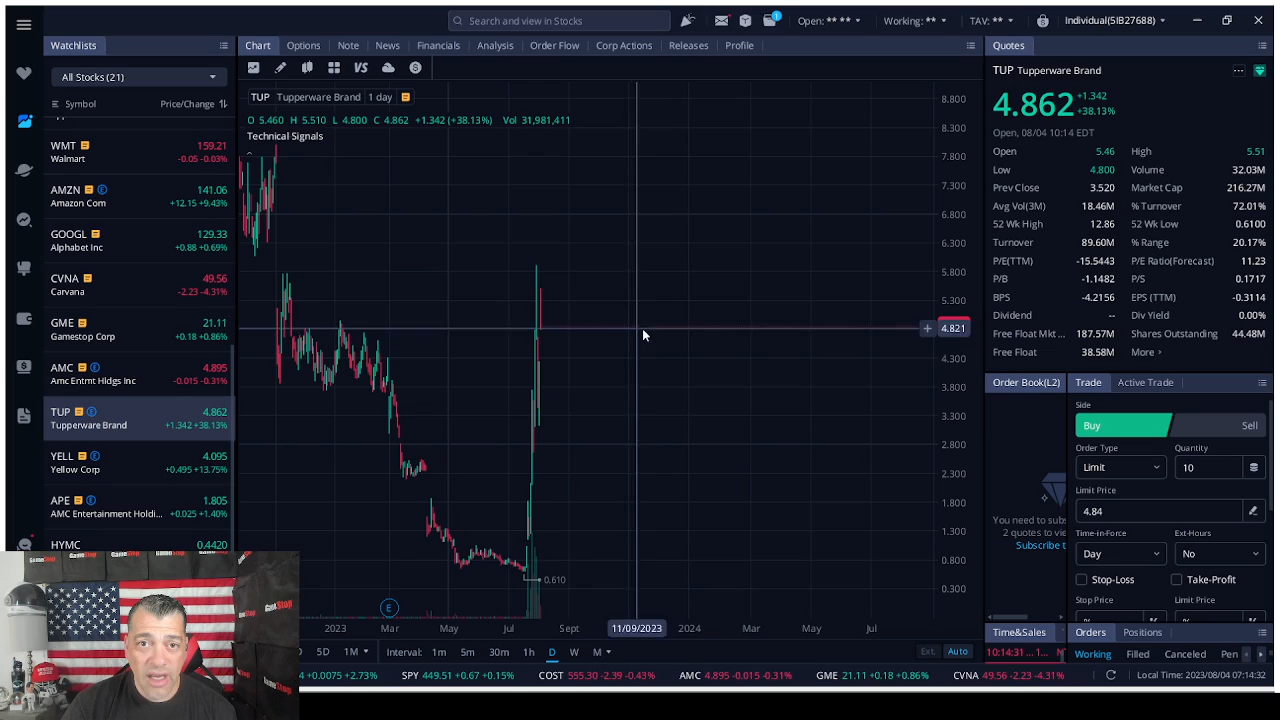 Search and view in Stocks
1
Open: ** **
Working: **
TAV: **
Individual(5IB27688)
Watchlists
Chart
Options
Note
News
Financials
Analysis
Order Flow
Corp Actions
Releases
Profile
Quotes
All Stocks (21)
VS
Symbol
Price/Change
TUP Tupperware Brand 1 day
O 5.460 H 5.510 L 4.800 C 4.862 +1.342 (+38.13%) Vol 31,981,411
Technical Signals
WMT 159.21
Walmart -0.05 -0.03%
AMZN E 141.06
Amazon Com +12.15 +9.43%
GOOGL 129.33
Alphabet Inc +0.88 +0.69%
CVNA 49.56
Carvana -2.23 -4.31%
GME 21.11
Gamestop Corp +0.18 +0.86%
AMC 4.895
Amc Entmt Hldgs Inc -0.015 -0.31%
TUP E 4.862
Tupperware Brand +1.342 +38.13%
YELL E 4.095
Yellow Corp +0.495 +13.75%
APE E 1.805
AMC Entertainment Holdi... +0.025 +1.40%
HYMC 0.4420
8.800
8.300
7.800
7.300
6.800
6.300
5.800
5.300
4.821
4.300
3.800
3.300
2.800
2.300
1.800
1.300
0.800
0.300
0.610
E
2023 Mar May Jul Sept 11/09/2023 2024 Mar May Jul
5D 1M Interval: 1m 5m 30m 1h D W M Ext. Auto
TUP Tupperware Brand
4.862 +1.342
+38.13%
Open, 08/04 10:14 EDT
Open 5.46 High 5.51
Low 4.800 Volume 32.03M
Prev Close 3.520 Market Cap 216.27M
Avg Vol(3M) 18.46M % Turnover 72.01%
52 Wk High 12.86 52 Wk Low 0.6100
Turnover 89.60M % Range 20.17%
P/E(TTM) -15.5443 P/E Ratio(Forecast) 11.23
P/B -1.1482 P/S 0.1717
BPS -4.2156 EPS (TTM) -0.3114
Dividend -- Div Yield --
Free Float Mkt ... 187.57M Shares Outstanding 44.48M
Free Float 38.58M More >
Order Book(L2)
Trade
Active Trade
Side
Buy Sell
Order Type Quantity
Limit 10
Limit Price
4.84
Time-in-Force Ext-Hours
Day No
Stop-Loss Take-Profit
Stop Price Limit Price
You need to subs
2 quotes to view
Subscribe t
Time&Sales
Orders
Positions
10:14:31 ... 1...
Working
Filled
Canceled
Pen
4 +0.0075 +2.73% SPY 449.51 +0.67 +0.15% COST 555.30 -2.39 -0.43% AMC 4.895 -0.015 -0.31% GME 21.11 +0.18 +0.86% CVNA 49.56 -2.23 -4.31%
Local Time: 2023/08/04 07:14:32
GameStop
GameStop